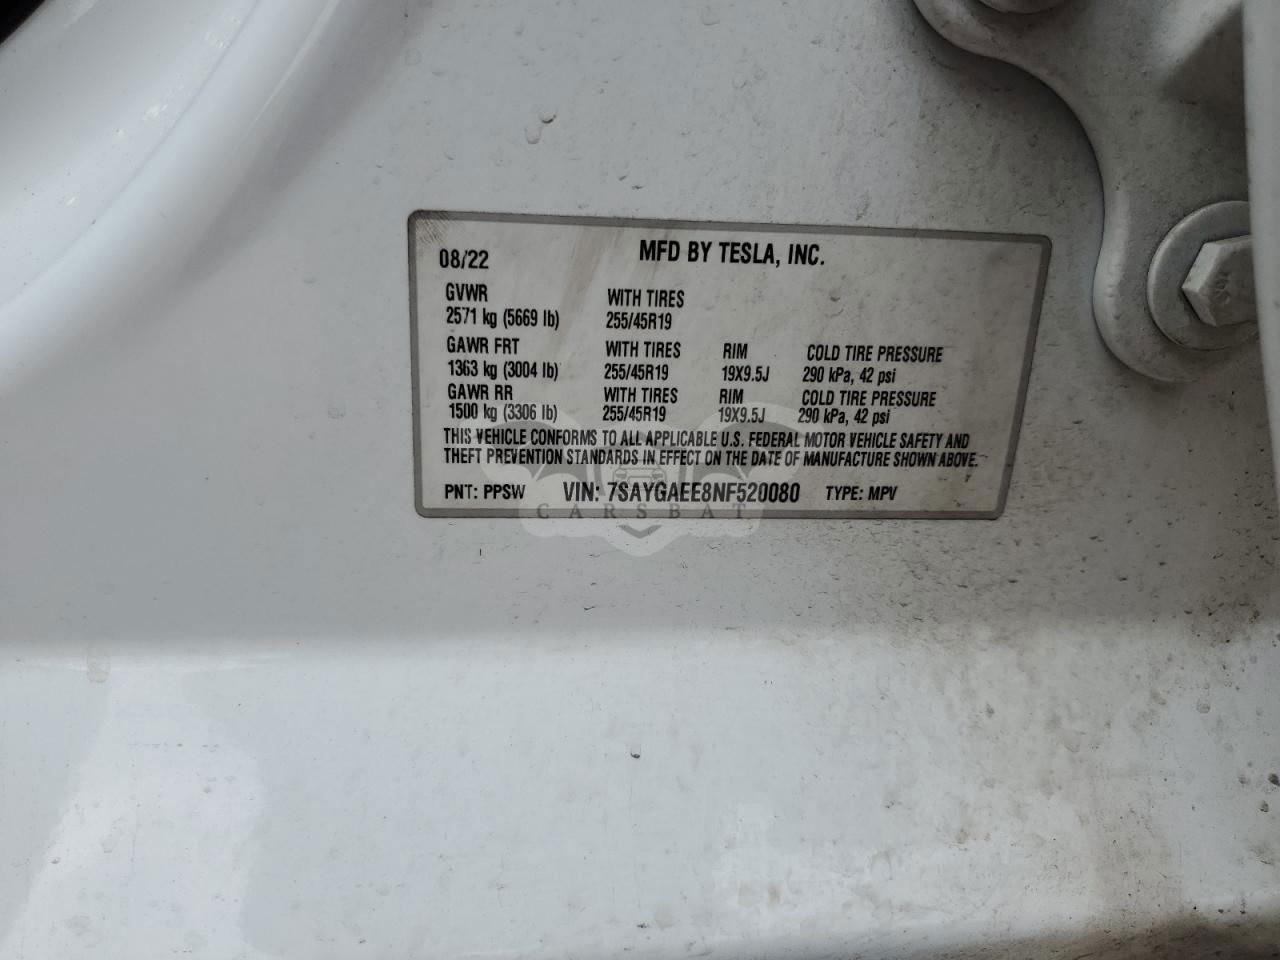 08/22 MFD BY TESLA, INC.
GVWR WITH TIRES
2571 kg (5669 lb) 255/45R19
GAWR FRT WITH TIRES RIM COLD TIRE PRESSURE
1363 kg (3004 lb) 255/45R19 19X9.5J 290 kPa, 42 psi
GAWR RR WITH TIRES RIM COLD TIRE PRESSURE
1500 kg (3306 lb) 255/45R19 19X9.5J 290 kPa, 42 psi
THIS VEHICLE CONFORMS TO ALL APPLICABLE U.S. FEDERAL MOTOR VEHICLE SAFETY AND
THEFT PREVENTION STANDARDS IN EFFECT ON THE DATE OF MANUFACTURE SHOWN ABOVE.
PNT: PPSW VIN: 7SAYGAEE8NF520080 TYPE: MPV
CARSBAT